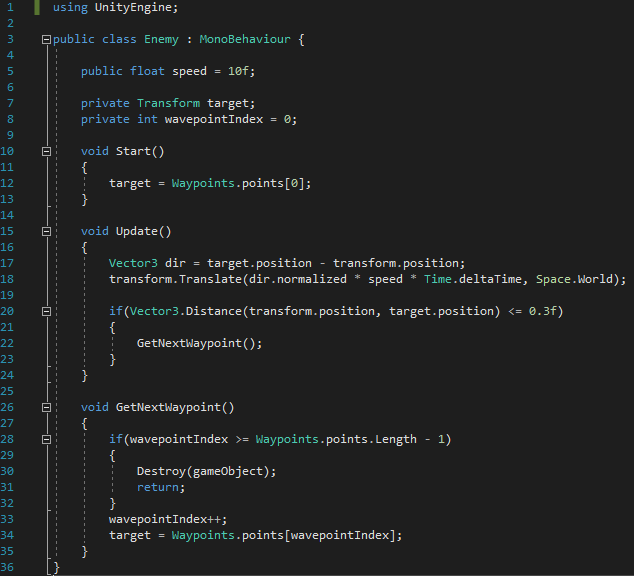 1 using UnityEngine;
2
3 public class Enemy : MonoBehaviour {
4
5 public float speed = 10f;
6
7 private Transform target;
8 private int wavepointIndex = 0;
9
10 void Start()
11 {
12 target = Waypoints.points[0];
13 }
14
15 void Update()
16 {
17 Vector3 dir = target.position - transform.position;
18 transform.Translate(dir.normalized * speed * Time.deltaTime, Space.World);
19
20 if(Vector3.Distance(transform.position, target.position) <= 0.3f)
21 {
22 GetNextWaypoint();
23 }
24 }
25
26 void GetNextWaypoint()
27 {
28 if(wavepointIndex >= Waypoints.points.Length - 1)
29 {
30 Destroy(gameObject);
31 return;
32 }
33 wavepointIndex++;
34 target = Waypoints.points[wavepointIndex];
35 }
36 }